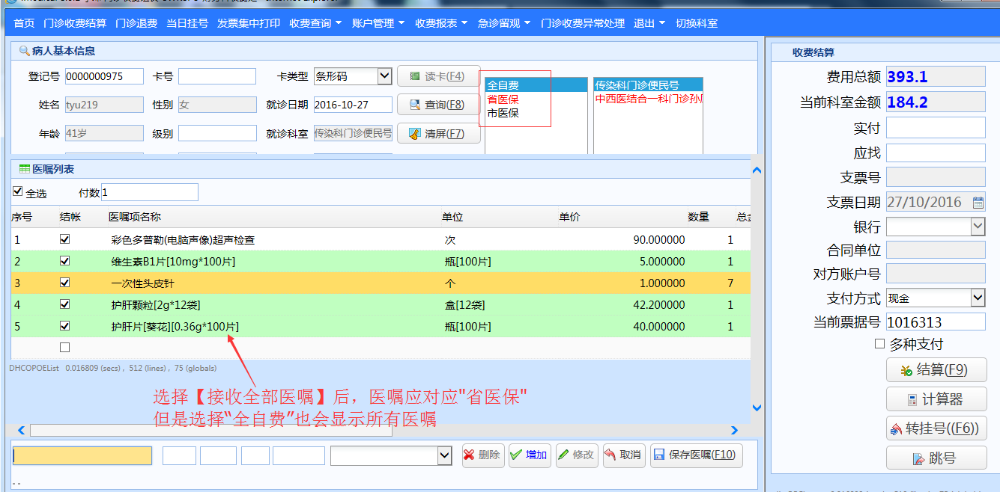 首页 门诊收费结算 门诊退费 当日挂号 发票集中打印 收费查询 账户管理 收费报表 急诊留观 门诊收费异常处理 退出 切换科室
病人基本信息
登记号 0000000975 卡号 卡类型 条形码 读卡(F4)
姓名 tyu219 性别 女 就诊日期 2016-10-27 查询(F8)
年龄 41岁 级别 就诊科室 传染科门诊便民号 清屏(F7)
全自费
省医保
市医保
传染科门诊便民号
中西医结合一科门诊孙
医嘱列表
全选 付数 1
序号 结帐 医嘱项名称 单位 单价 数量 总金
1 彩色多普勒(电脑声像)超声检查 次 90.000000 1
2 维生素B1片[10mg*100片] 瓶[100片] 5.000000 1
3 一次性头皮针 个 1.000000 7
4 护肝颗粒[2g*12袋] 盒[12袋] 42.200000 1
5 护肝片[葵花][0.36g*100片] 瓶[100片] 40.000000 1
DHCOPOEList 0.016809 (secs) , 512 (lines) , 75 (globals)
选择【接收全部医嘱】后，医嘱应对应"省医保"
但是选择“全自费”也会显示所有医嘱
删除 增加 修改 取消 保存医嘱(F10)
- -
收费结算
费用总额 393.1
当前科室金额 184.2
实付
应找
支票号
支票日期 27/10/2016
银行
合同单位
对方账户号
支付方式 现金
当前票据号 1016313
多种支付
结算(F9)
计算器
转挂号((F6))
跳号